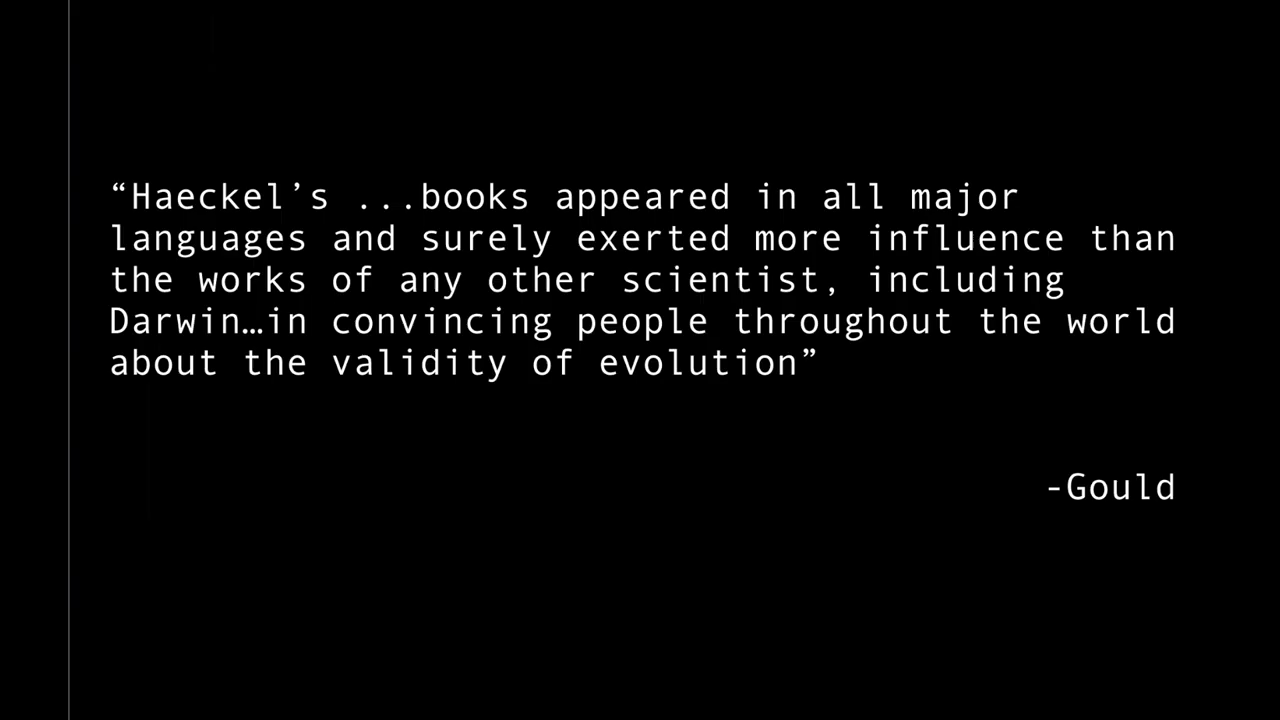 “Haeckel’s ...books appeared in all major
languages and surely exerted more influence than
the works of any other scientist, including
Darwin…in convincing people throughout the world
about the validity of evolution”
-Gould